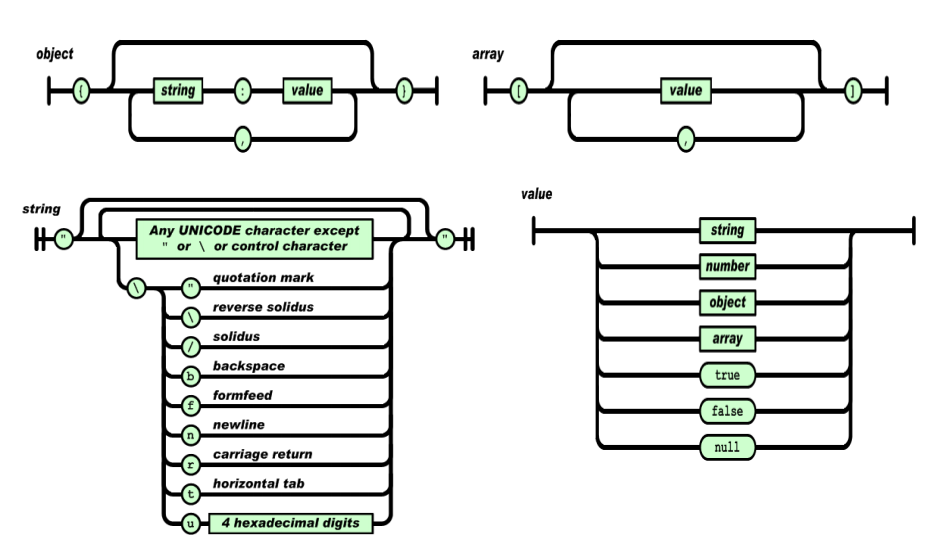 object
{ string : value }
,
array
[ value ]
,
string
" Any UNICODE character except "
" or \ or control character
\ " quotation mark
\ reverse solidus
/ solidus
b backspace
f formfeed
n newline
r carriage return
t horizontal tab
u 4 hexadecimal digits
value
string
number
object
array
true
false
null